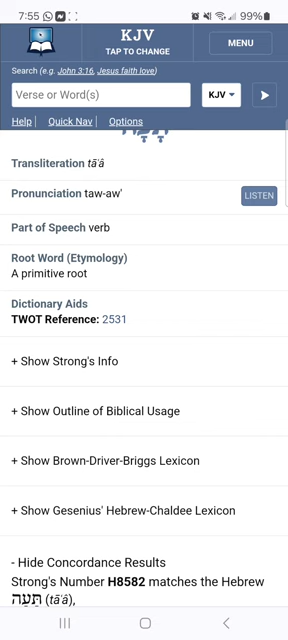 7:55 99%
KJV
TAP TO CHANGE
MENU
Search (e.g. John 3:16, Jesus faith love)
Verse or Word(s)
KJV
Help | Quick Nav | Options
Transliteration tāʿâ
Pronunciation taw-aw'
LISTEN
Part of Speech verb
Root Word (Etymology)
A primitive root
Dictionary Aids
TWOT Reference: 2531
+ Show Strong's Info
+ Show Outline of Biblical Usage
+ Show Brown-Driver-Briggs Lexicon
+ Show Gesenius' Hebrew-Chaldee Lexicon
- Hide Concordance Results
Strong's Number H8582 matches the Hebrew
תָּעָה (tāʿâ),